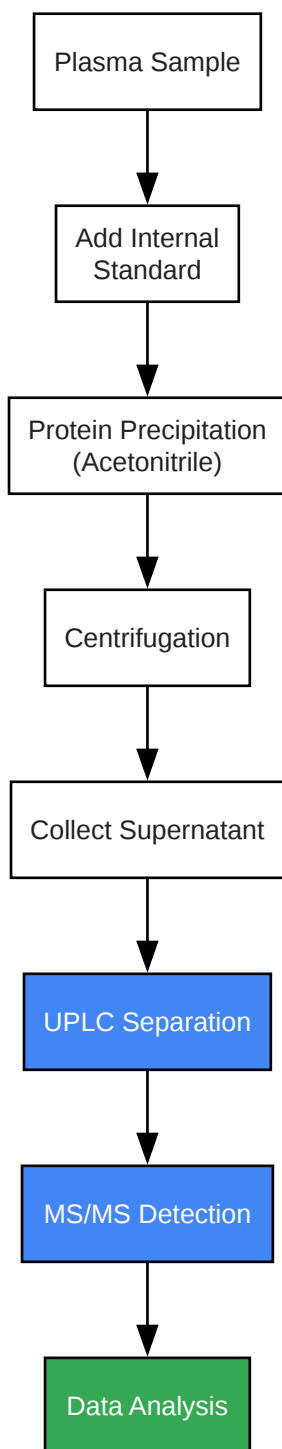 Plasma Sample
Add Internal
Standard
Protein Precipitation
(Acetonitrile)
Centrifugation
Collect Supernatant
UPLC Separation
MS/MS Detection
Data Analysis